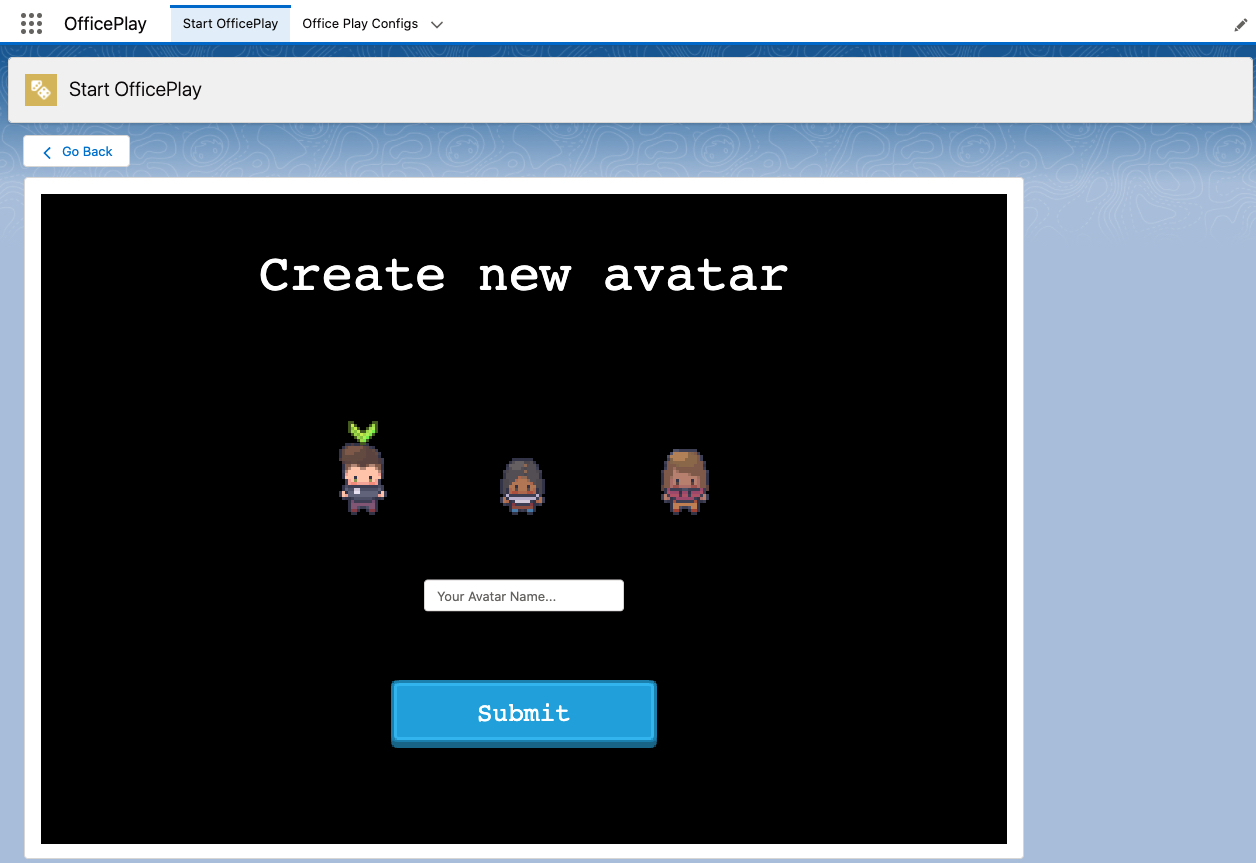 OfficePlay
Start OfficePlay
Office Play Configs
Start OfficePlay
Go Back
Create new avatar
Your Avatar Name...
Submit